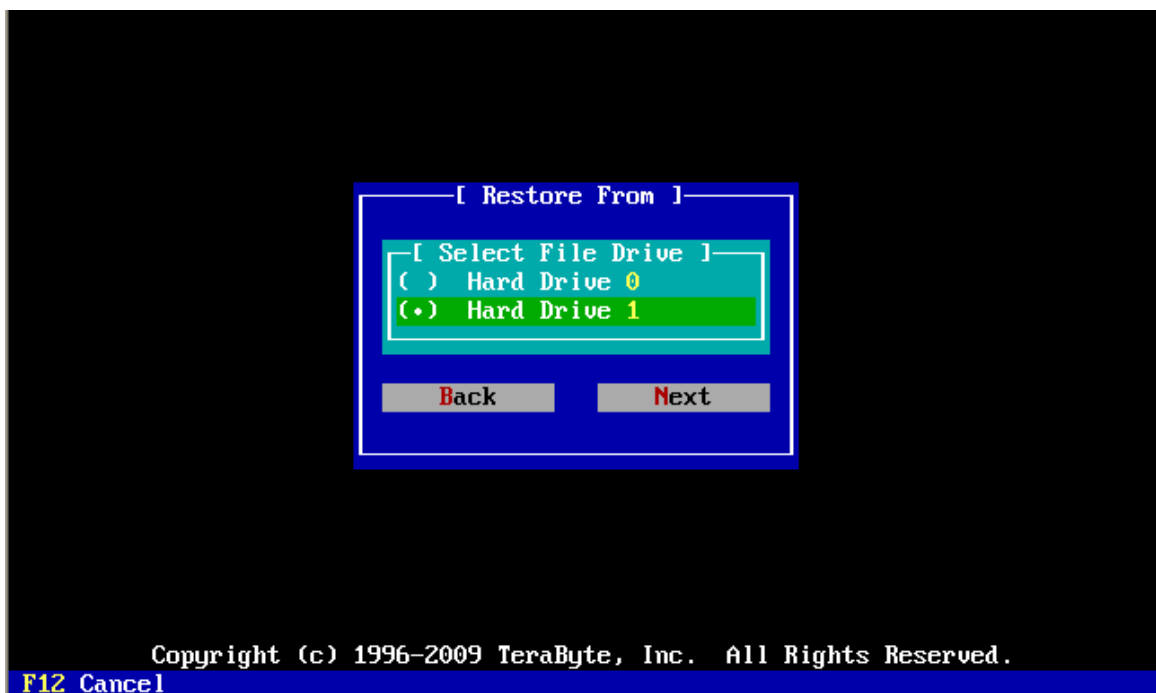 [ Restore From ]
[ Select File Drive ]
( ) Hard Drive 0
(•) Hard Drive 1
Back Next
Copyright (c) 1996-2009 TeraByte, Inc. All Rights Reserved.
F12 Cancel